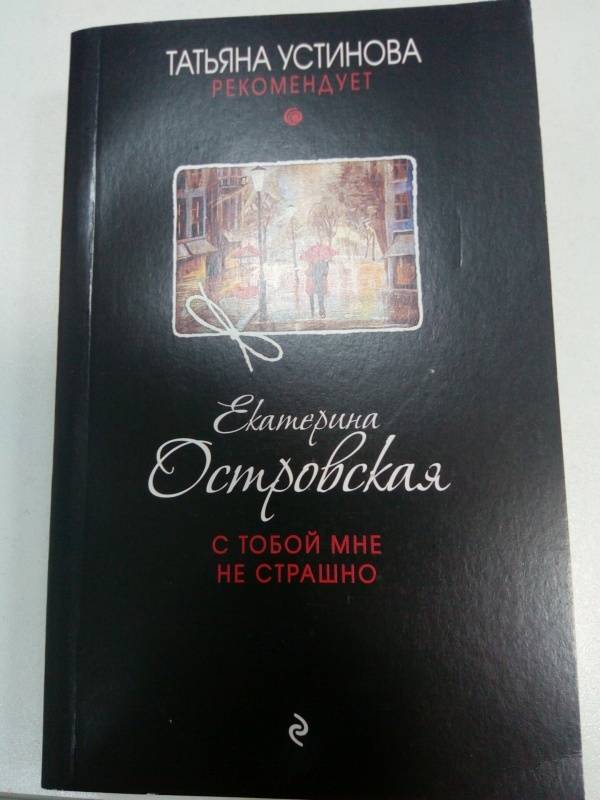 ТАТЬЯНА УСТИНОВА
РЕКОМЕНДУЕТ
Екатерина
Островская
С ТОБОЙ МНЕ
НЕ СТРАШНО